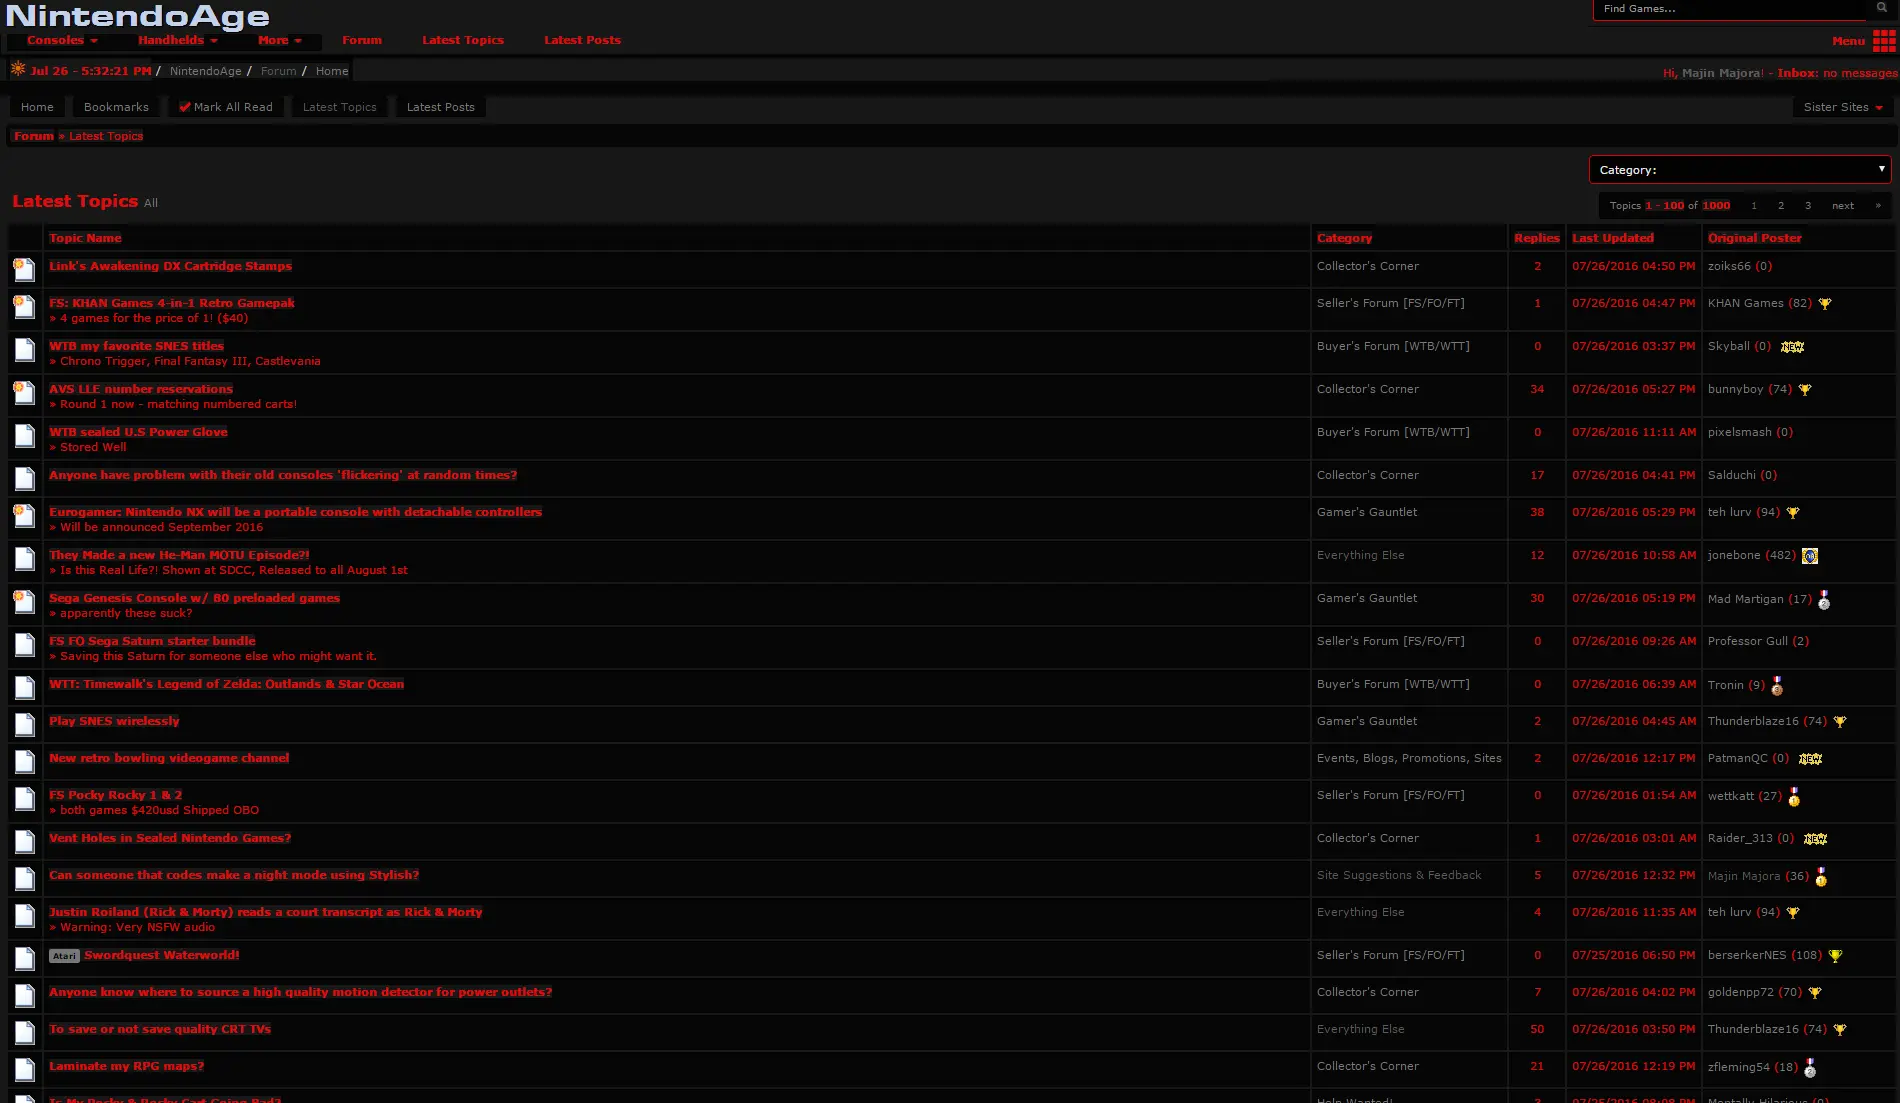 NintendoAge
Find Games...
Consoles Handhelds More Forum Latest Topics Latest Posts
Menu
Jul 26 - 5:32:21 PM / NintendoAge / Forum / Home
Hi, Majin Majora! - Inbox: no messages
Home Bookmarks Mark All Read Latest Topics Latest Posts
Sister Sites
Forum » Latest Topics
Category:
Latest Topics All
Topics 1 - 100 of 1000 1 2 3 next »
Topic Name Category Replies Last Updated Original Poster
Link's Awakening DX Cartridge Stamps Collector's Corner 2 07/26/2016 04:50 PM zoiks66 (0)
FS: KHAN Games 4-in-1 Retro Gamepak Seller's Forum [FS/FO/FT] 1 07/26/2016 04:47 PM KHAN Games (82)
» 4 games for the price of 1! ($40)
WTB my favorite SNES titles Buyer's Forum [WTB/WTT] 0 07/26/2016 03:37 PM Skyball (0) NEW
» Chrono Trigger, Final Fantasy III, Castlevania
AVS LLE number reservations Collector's Corner 34 07/26/2016 05:27 PM bunnyboy (74)
» Round 1 now - matching numbered carts!
WTB sealed U.S Power Glove Buyer's Forum [WTB/WTT] 0 07/26/2016 11:11 AM pixelsmash (0)
» Stored Well
Anyone have problem with their old consoles 'flickering' at random times? Collector's Corner 17 07/26/2016 04:41 PM Salduchi (0)
Eurogamer: Nintendo NX will be a portable console with detachable controllers Gamer's Gauntlet 38 07/26/2016 05:29 PM teh lurv (94)
» Will be announced September 2016
They Made a new He-Man MOTU Episode?! Everything Else 12 07/26/2016 10:58 AM jonebone (482)
» Is this Real Life?! Shown at SDCC, Released to all August 1st
Sega Genesis Console w/ 80 preloaded games Gamer's Gauntlet 30 07/26/2016 05:19 PM Mad Martigan (17)
» apparently these suck?
FS FO Sega Saturn starter bundle Seller's Forum [FS/FO/FT] 0 07/26/2016 09:26 AM Professor Gull (2)
» Saving this Saturn for someone else who might want it.
WTT: Timewalk's Legend of Zelda: Outlands & Star Ocean Buyer's Forum [WTB/WTT] 0 07/26/2016 06:39 AM Tronin (9)
Play SNES wirelessly Gamer's Gauntlet 2 07/26/2016 04:45 AM Thunderblaze16 (74)
New retro bowling videogame channel Events, Blogs, Promotions, Sites 2 07/26/2016 12:17 PM PatmanQC (0) NEW
FS Pocky Rocky 1 & 2 Seller's Forum [FS/FO/FT] 0 07/26/2016 01:54 AM wettkatt (27)
» both games $420usd Shipped OBO
Vent Holes in Sealed Nintendo Games? Collector's Corner 1 07/26/2016 03:01 AM Raider_313 (0) NEW
Can someone that codes make a night mode using Stylish? Site Suggestions & Feedback 5 07/26/2016 12:32 PM Majin Majora (36)
Justin Roiland (Rick & Morty) reads a court transcript as Rick & Morty Everything Else 4 07/26/2016 11:35 AM teh lurv (94)
» Warning: Very NSFW audio
Atari Swordquest Waterworld! Seller's Forum [FS/FO/FT] 0 07/25/2016 06:50 PM berserkerNES (108)
Anyone know where to source a high quality motion detector for power outlets? Collector's Corner 7 07/26/2016 04:02 PM goldenpp72 (70)
To save or not save quality CRT TVs Everything Else 50 07/26/2016 03:50 PM Thunderblaze16 (74)
Laminate my RPG maps? Collector's Corner 21 07/26/2016 12:19 PM zfleming54 (18)
Is My Pocky & Rocky Cart Going Bad? Help Wanted! 3 07/25/2016 08:08 PM Mentally Hilarious (0)